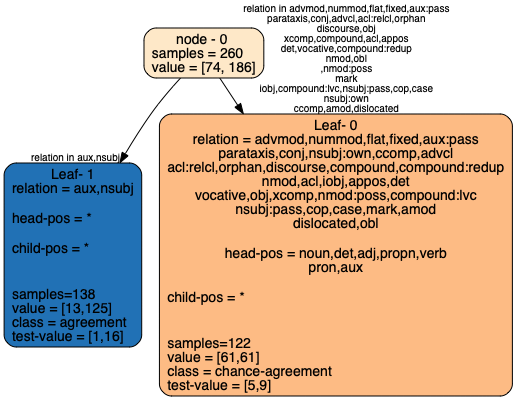 relation in advmod,nummod,flat,fixed,aux:pass
parataxis,conj,advcl,acl:relcl,orphan
discourse,obj
xcomp,compound,acl,appos
det,vocative,compound:redup
nmod,obl
,nmod:poss
mark
iobj,compound:lvc,nsubj:pass,cop,case
nsubj:own
ccomp,amod,dislocated
node - 0
samples = 260
value = [74, 186]
relation in aux,nsubj
Leaf- 1
relation = aux,nsubj
head-pos = *
child-pos = *
samples=138
value = [13,125]
class = agreement
test-value = [1,16]
Leaf- 0
relation = advmod,nummod,flat,fixed,aux:pass
parataxis,conj,nsubj:own,ccomp,advcl
acl:relcl,orphan,discourse,compound,compound:redup
nmod,acl,iobj,appos,det
vocative,obj,xcomp,nmod:poss,compound:lvc
nsubj:pass,cop,case,mark,amod
dislocated,obl
head-pos = noun,det,adj,propn,verb
pron,aux
child-pos = *
samples=122
value = [61,61]
class = chance-agreement
test-value = [5,9]